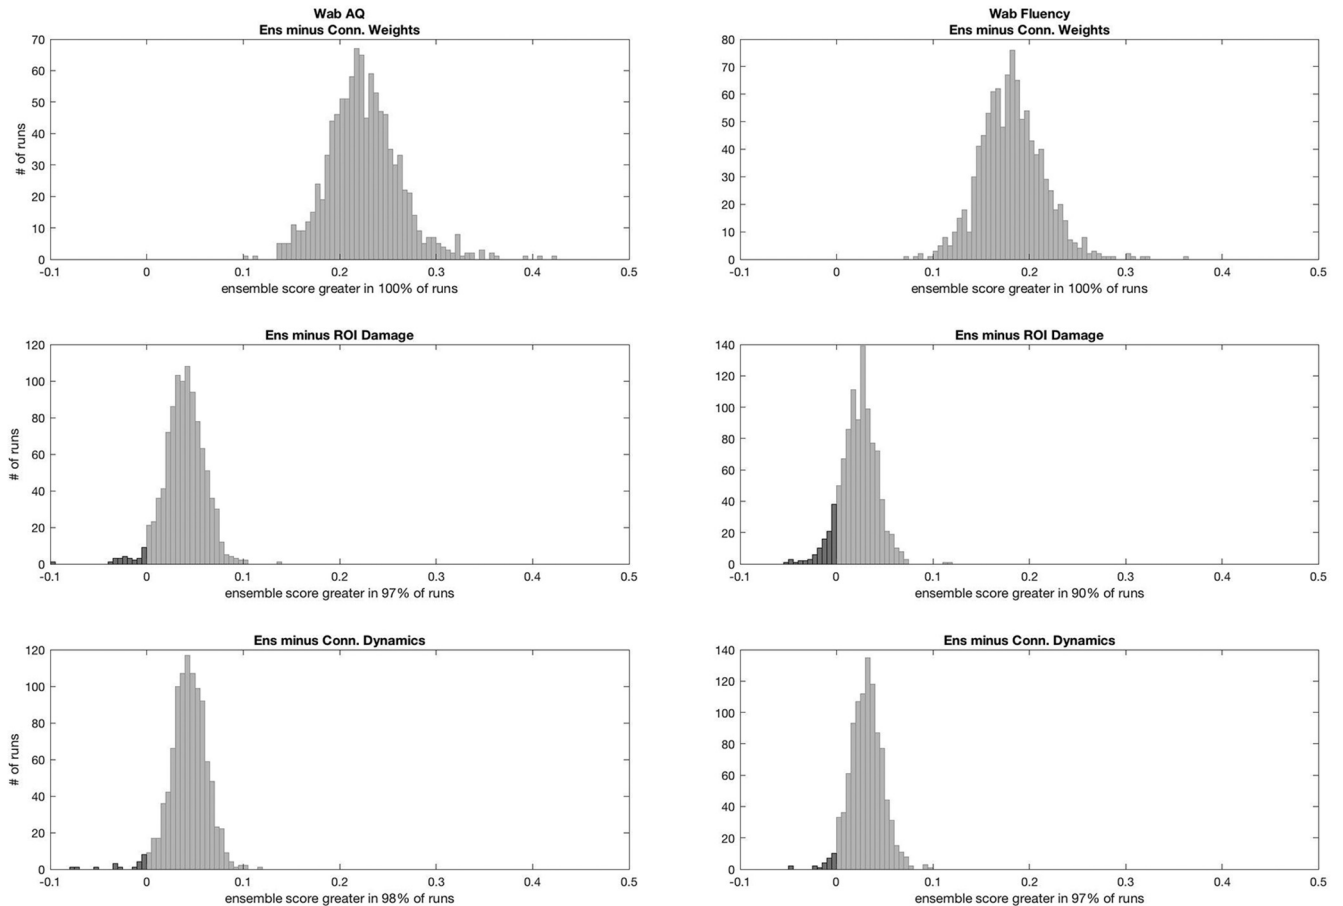 Wab AQ
Ens minus Conn. Weights
70
60
50
40
30
20
10
0
# of runs
-0.1 0 0.1 0.2 0.3 0.4 0.5
ensemble score greater in 100% of runs
Wab Fluency
Ens minus Conn. Weights
80
70
60
50
40
30
20
10
0
-0.1 0 0.1 0.2 0.3 0.4 0.5
ensemble score greater in 100% of runs
Ens minus ROI Damage
120
100
80
60
40
20
0
# of runs
-0.1 0 0.1 0.2 0.3 0.4 0.5
ensemble score greater in 97% of runs
Ens minus ROI Damage
140
120
100
80
60
40
20
0
-0.1 0 0.1 0.2 0.3 0.4 0.5
ensemble score greater in 90% of runs
Ens minus Conn. Dynamics
120
100
80
60
40
20
0
# of runs
-0.1 0 0.1 0.2 0.3 0.4 0.5
ensemble score greater in 98% of runs
Ens minus Conn. Dynamics
140
120
100
80
60
40
20
0
-0.1 0 0.1 0.2 0.3 0.4 0.5
ensemble score greater in 97% of runs